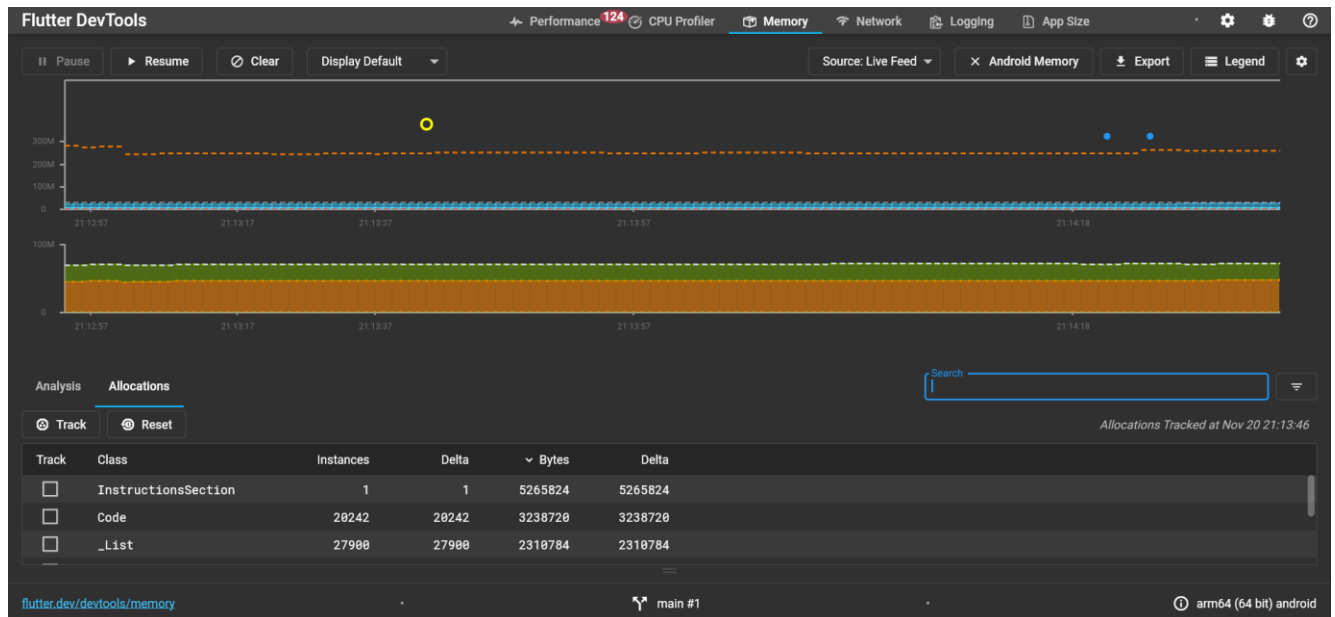 Flutter DevTools Performance 124 CPU Profiler Memory Network Logging App Size
Pause Resume Clear Display Default Source: Live Feed Android Memory Export Legend
300M
200M
100M
0
21:12:57 21:13:17 21:13:37 21:13:57 21:14:18
100M
0
21:12:57 21:13:17 21:13:37 21:13:57 21:14:18
Analysis Allocations Search
Track Reset Allocations Tracked at Nov 20 21:13:46
Track Class Instances Delta Bytes Delta
InstructionsSection 1 1 5265824 5265824
Code 20242 20242 3238720 3238720
_List 27900 27900 2310784 2310784
flutter.dev/devtools/memory main #1 arm64 (64 bit) android